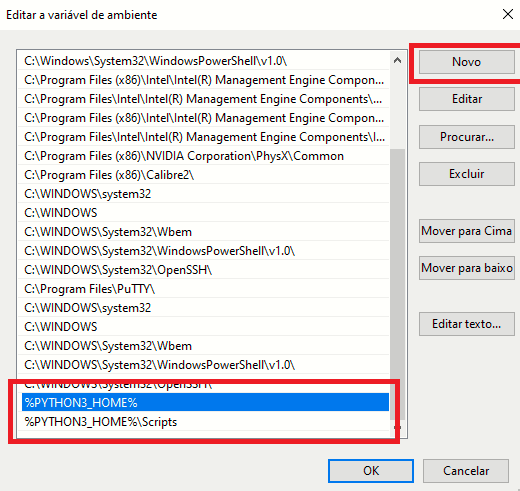 Editar a variável de ambiente
C:\Windows\System32\WindowsPowerShell\v1.0\
C:\Program Files (x86)\Intel\Intel(R) Management Engine Compon...
C:\Program Files\Intel\Intel(R) Management Engine Components\...
C:\Program Files (x86)\Intel\Intel(R) Management Engine Compon...
C:\Program Files\Intel\Intel(R) Management Engine Components\I...
C:\Program Files (x86)\NVIDIA Corporation\PhysX\Common
C:\Program Files (x86)\Calibre2\
C:\WINDOWS\system32
C:\WINDOWS
C:\WINDOWS\System32\Wbem
C:\WINDOWS\System32\WindowsPowerShell\v1.0\
C:\WINDOWS\System32\OpenSSH\
C:\Program Files\PuTTY\
C:\WINDOWS\system32
C:\WINDOWS
C:\WINDOWS\System32\Wbem
C:\WINDOWS\System32\WindowsPowerShell\v1.0\
C:\WINDOWS\System32\OpenSSH\
%PYTHON3_HOME%
%PYTHON3_HOME%\Scripts
Novo
Editar
Procurar...
Excluir
Mover para Cima
Mover para baixo
Editar texto...
OK
Cancelar